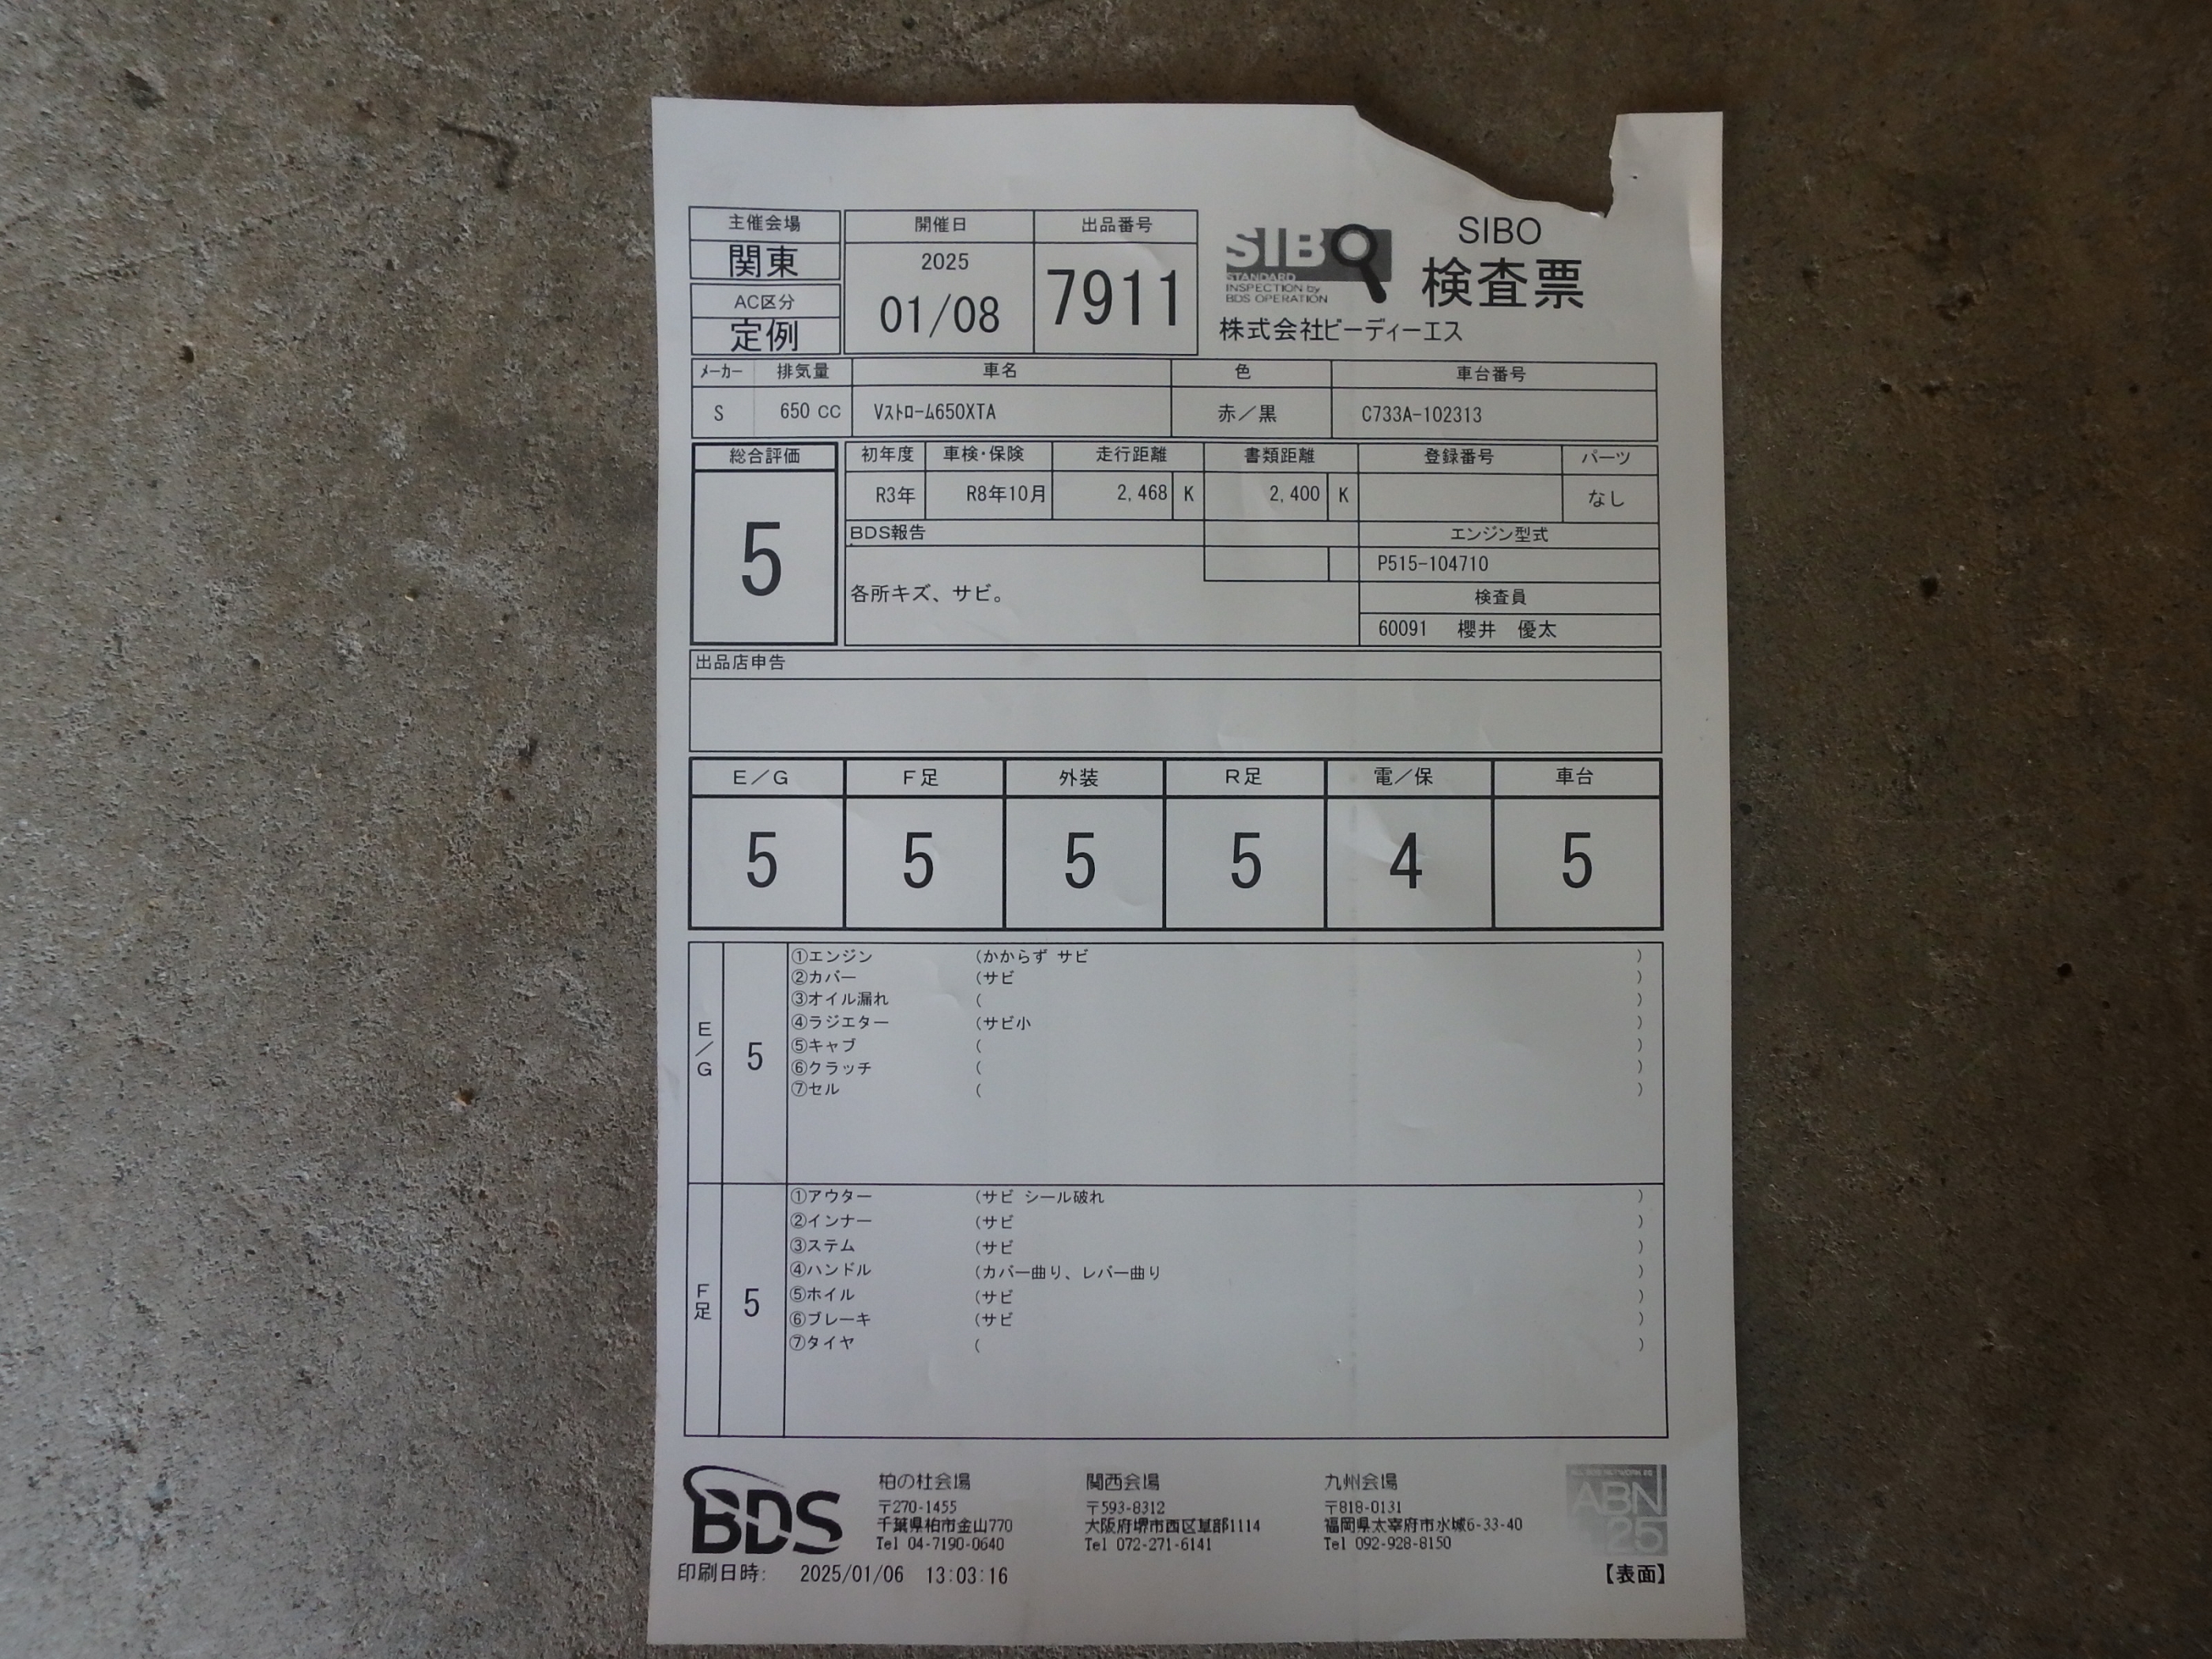 主催会場 開催日 出品番号
関東 2025 01/08 7911
AC区分
定例
SIBO
STANDARD
INSPECTION by
BDS OPERATION
SIBO
検査票
株式会社ビーディーエス
メーカー 排気量 車名 色 車台番号
S 650 CC Vストローム650XTA 赤/黒 C733A-102313
総合評価 初年度 車検・保険 走行距離 書類距離 登録番号 パーツ
5 R3年 R8年10月 2,468 K 2,400 K なし
BDS報告 エンジン型式
P515-104710
各所キズ、サビ。 検査員
60091 櫻井 優太
出品店申告
E/G F足 外装 R足 電/保 車台
5 5 5 5 4 5
E/G 5
①エンジン (かからず サビ )
②カバー (サビ )
③オイル漏れ ( )
④ラジエター (サビ小 )
⑤キャブ ( )
⑥クラッチ ( )
⑦セル ( )
F足 5
①アウター (サビ シール破れ )
②インナー (サビ )
③ステム (サビ )
④ハンドル (カバー曲り、レバー曲り )
⑤ホイル (サビ )
⑥ブレーキ (サビ )
⑦タイヤ ( )
BDS
柏の杜会場 関西会場 九州会場
〒270-1455 〒593-8312 〒818-0131
千葉県柏市金山770 大阪府堺市西区草部1114 福岡県太宰府市水城6-33-40
Tel 04-7190-0640 Tel 072-271-6141 Tel 092-928-8150
ABN
25
印刷日時: 2025/01/06 13:03:16 【表面】